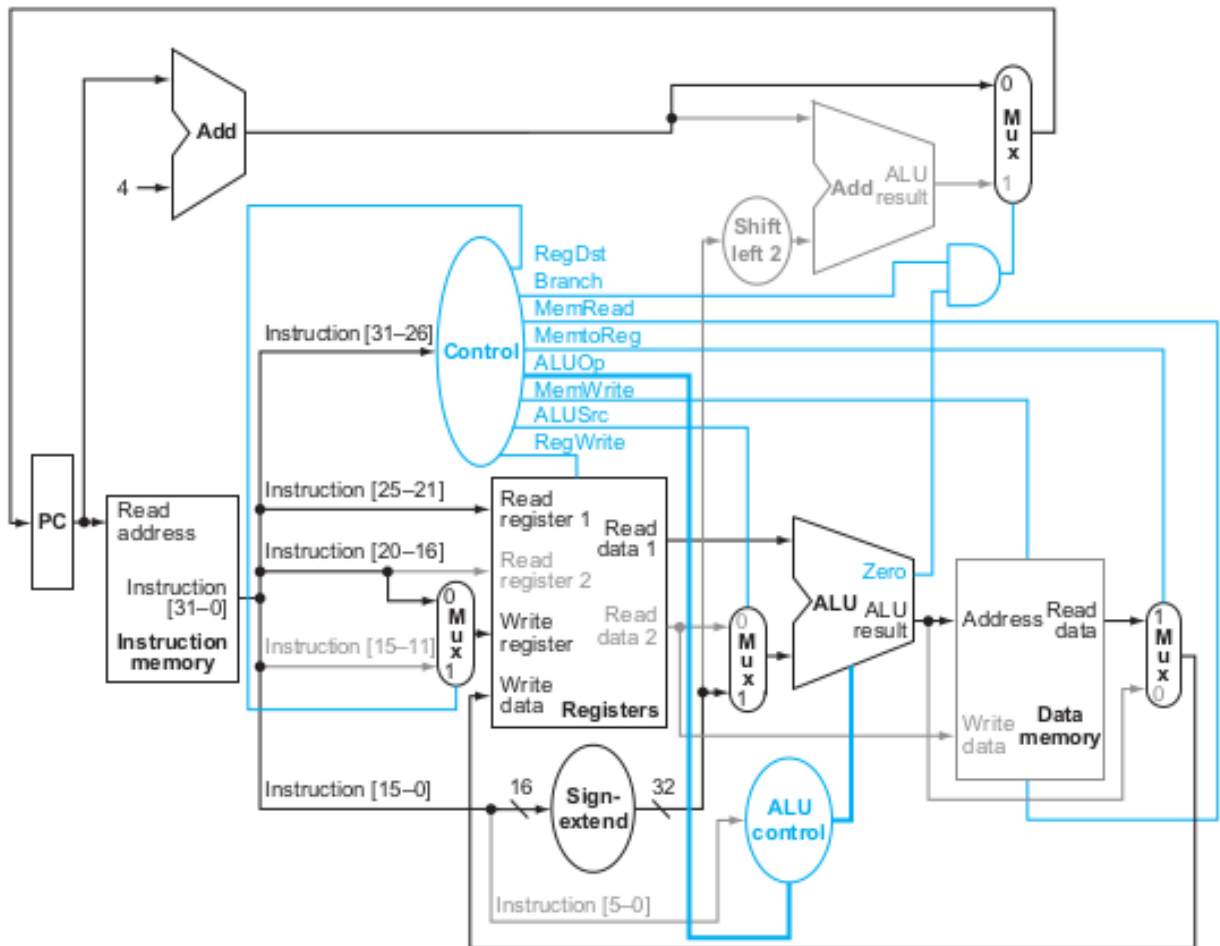 0
Mux
1
Add
4
Add
ALU
result
Shift
left 2
RegDst
Branch
MemRead
MemtoReg
ALUOp
MemWrite
ALUSrc
RegWrite
Control
Instruction [31–26]
Instruction [25–21]
Instruction [20–16]
Instruction [15–11]
Instruction [15–0]
Instruction [5–0]
PC
Read
address
Instruction
[31–0]
Instruction
memory
0
Mux
1
Read
register 1
Read
register 2
Write
register
Write
data
Read
data 1
Read
data 2
Registers
16
Sign-
extend
32
0
Mux
1
Zero
ALU
ALU
result
ALU
control
Address
Read
data
Write
data
Data
memory
1
Mux
0